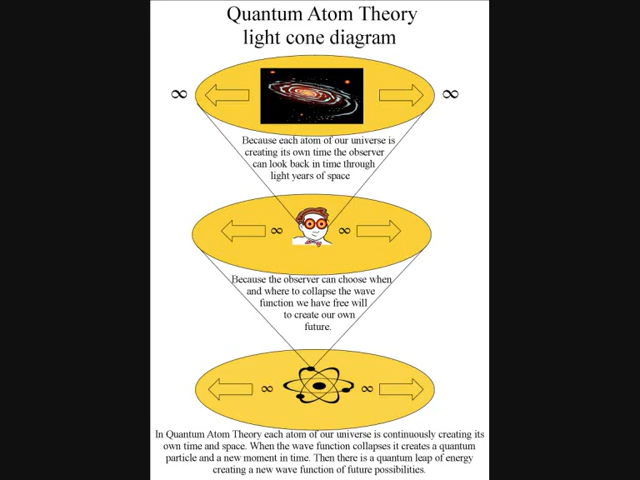 Quantum Atom Theory
light cone diagram
∞ ∞
Because each atom of our universe is
creating its own time the observer
can look back in time through
light years of space
∞ ∞
Because the observer can choose when
and where to collapse the wave
function we have free will
to create our own
future.
∞ ∞
In Quantum Atom Theory each atom of our universe is continuously creating its
own time and space. When the wave function collapses it creates a quantum
particle and a new moment in time. Then there is a quantum leap of energy
creating a new wave function of future possibilities.